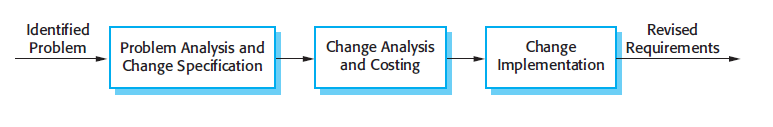 Identified
Problem
Problem Analysis and
Change Specification
Change Analysis
and Costing
Change
Implementation
Revised
Requirements